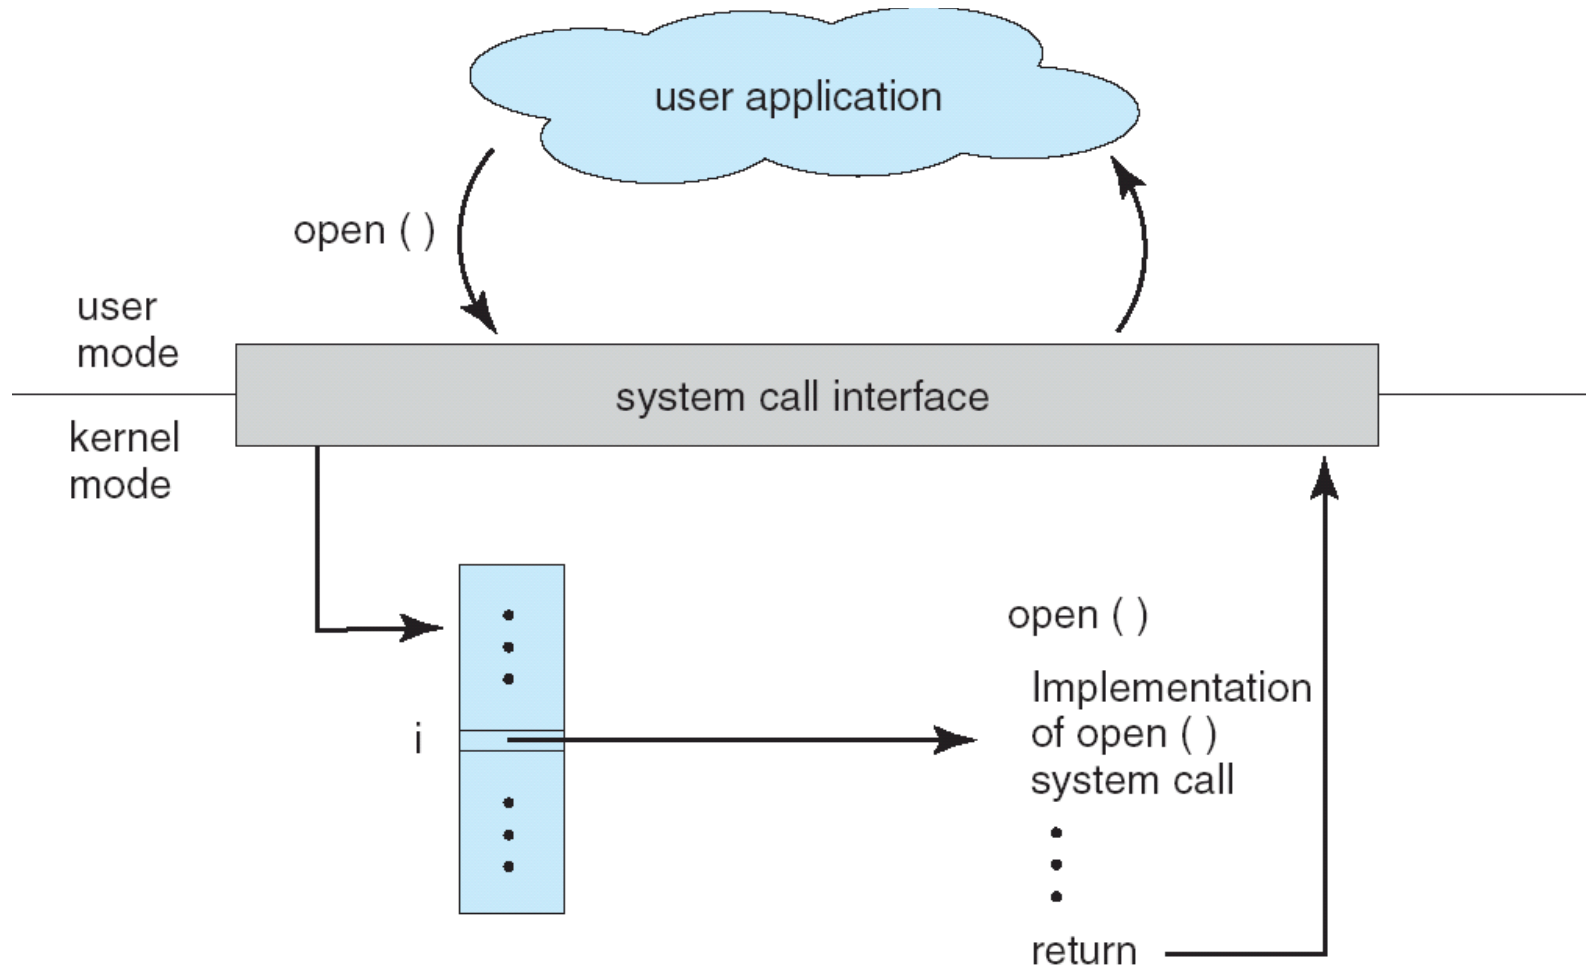 user application
open ( )
user
mode
system call interface
kernel
mode
open ( )
Implementation
of open ( )
system call
i
return